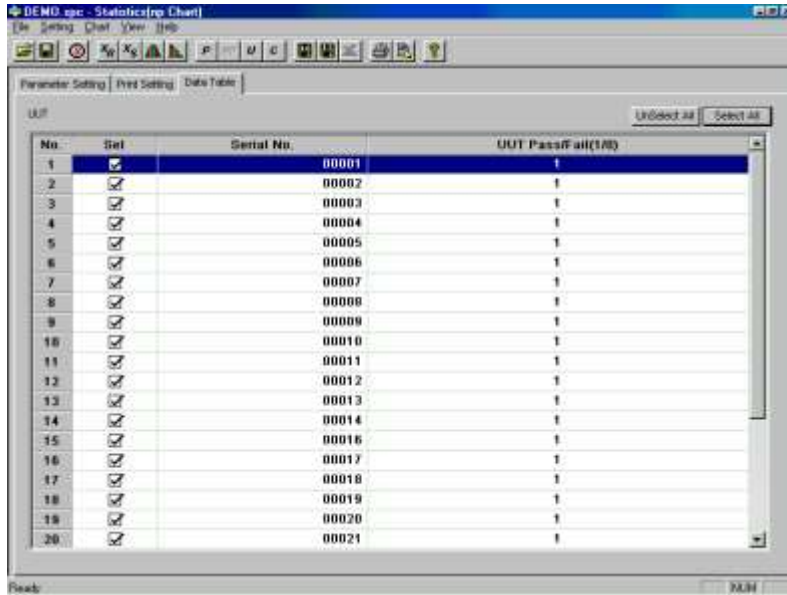 DEMO.spc - Statistics(np Chart)
File Setting Chart View Help
P U C
Parameter Setting Print Setting Data Table
UUT UnSelect All Select All
No. Sel Serial No. UUT Pass/Fail(1/0)
1 00001 1
2 00002 1
3 00003 1
4 00004 1
5 00005 1
6 00006 1
7 00007 1
8 00008 1
9 00009 1
10 00010 1
11 00011 1
12 00012 1
13 00013 1
14 00014 1
15 00016 1
16 00017 1
17 00018 1
18 00019 1
19 00020 1
20 00021 1
Ready NUM